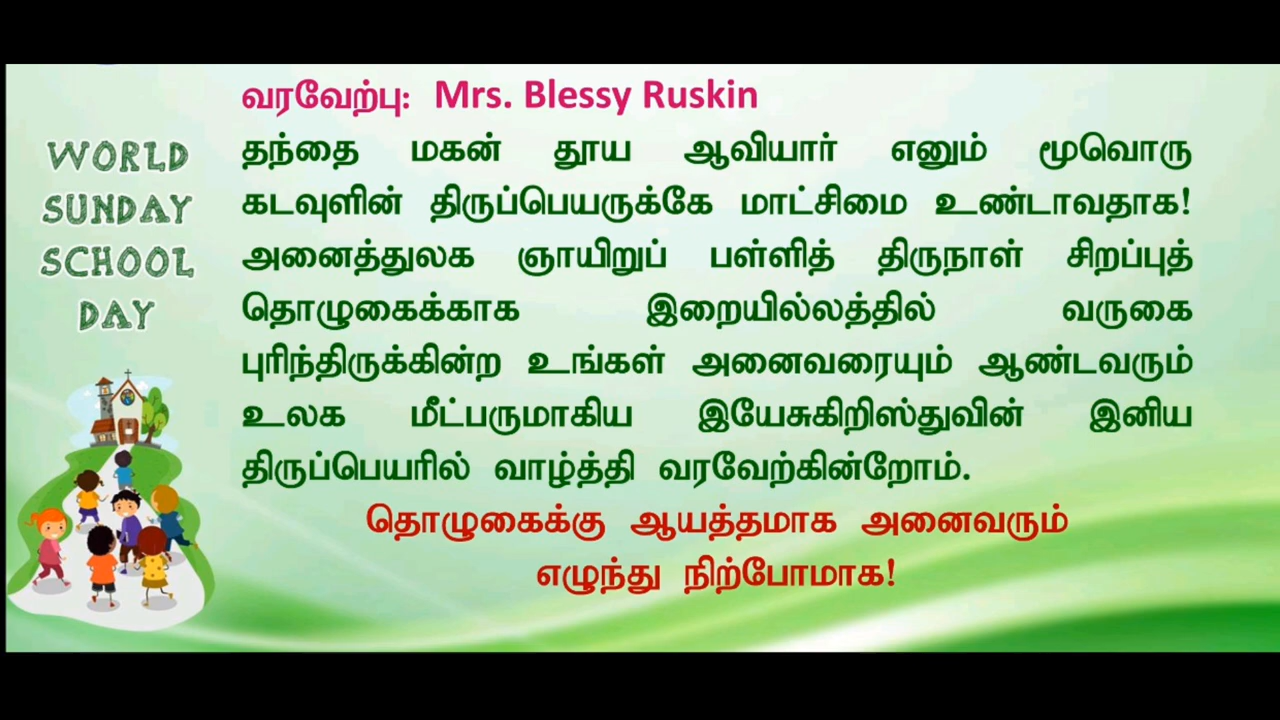 வரவேற்பு: Mrs. Blessy Ruskin
தந்தை மகன் தூய ஆவியார் எனும் மூவொரு
கடவுளின் திருப்பெயருக்கே மாட்சிமை உண்டாவதாக!
அனைத்துலக ஞாயிறுப் பள்ளித் திருநாள் சிறப்புத்
தொழுகைக்காக இறையில்லத்தில் வருகை
புரிந்திருக்கின்ற உங்கள் அனைவரையும் ஆண்டவரும்
உலக மீட்பருமாகிய இயேசுகிறிஸ்துவின் இனிய
திருப்பெயரில் வாழ்த்தி வரவேற்கின்றோம்.
தொழுகைக்கு ஆயத்தமாக அனைவரும்
எழுந்து நிற்போமாக!
WORLD
SUNDAY
SCHOOL
DAY